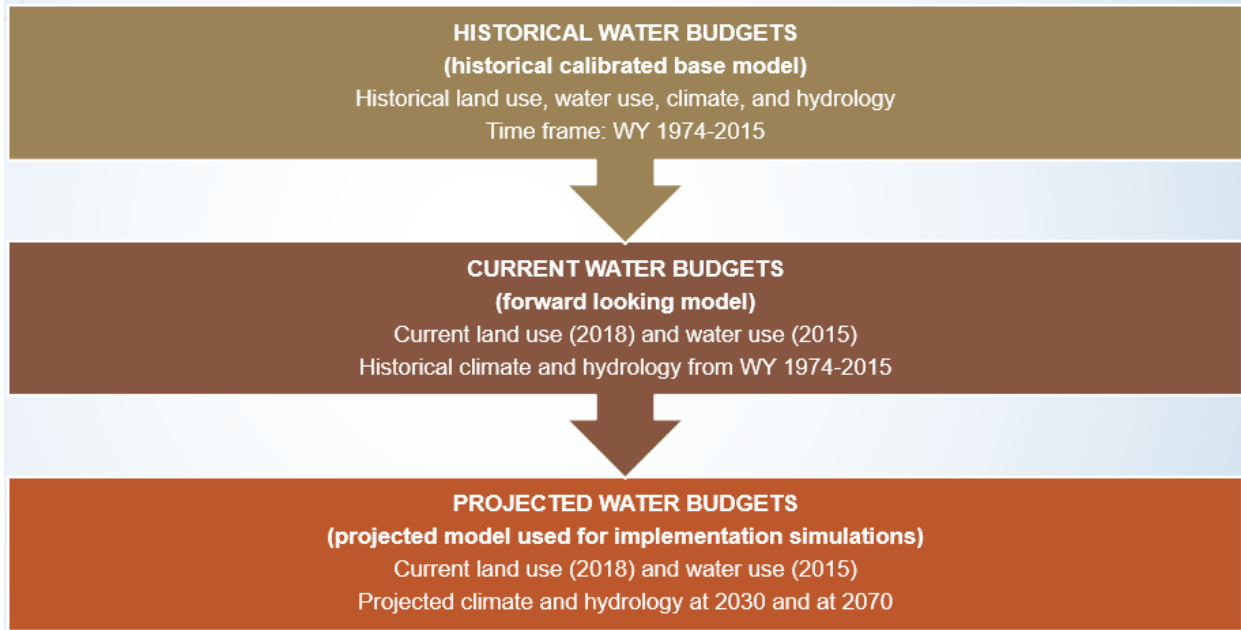 HISTORICAL WATER BUDGETS
(historical calibrated base model)
Historical land use, water use, climate, and hydrology
Time frame: WY 1974-2015
CURRENT WATER BUDGETS
(forward looking model)
Current land use (2018) and water use (2015)
Historical climate and hydrology from WY 1974-2015
PROJECTED WATER BUDGETS
(projected model used for implementation simulations)
Current land use (2018) and water use (2015)
Projected climate and hydrology at 2030 and at 2070